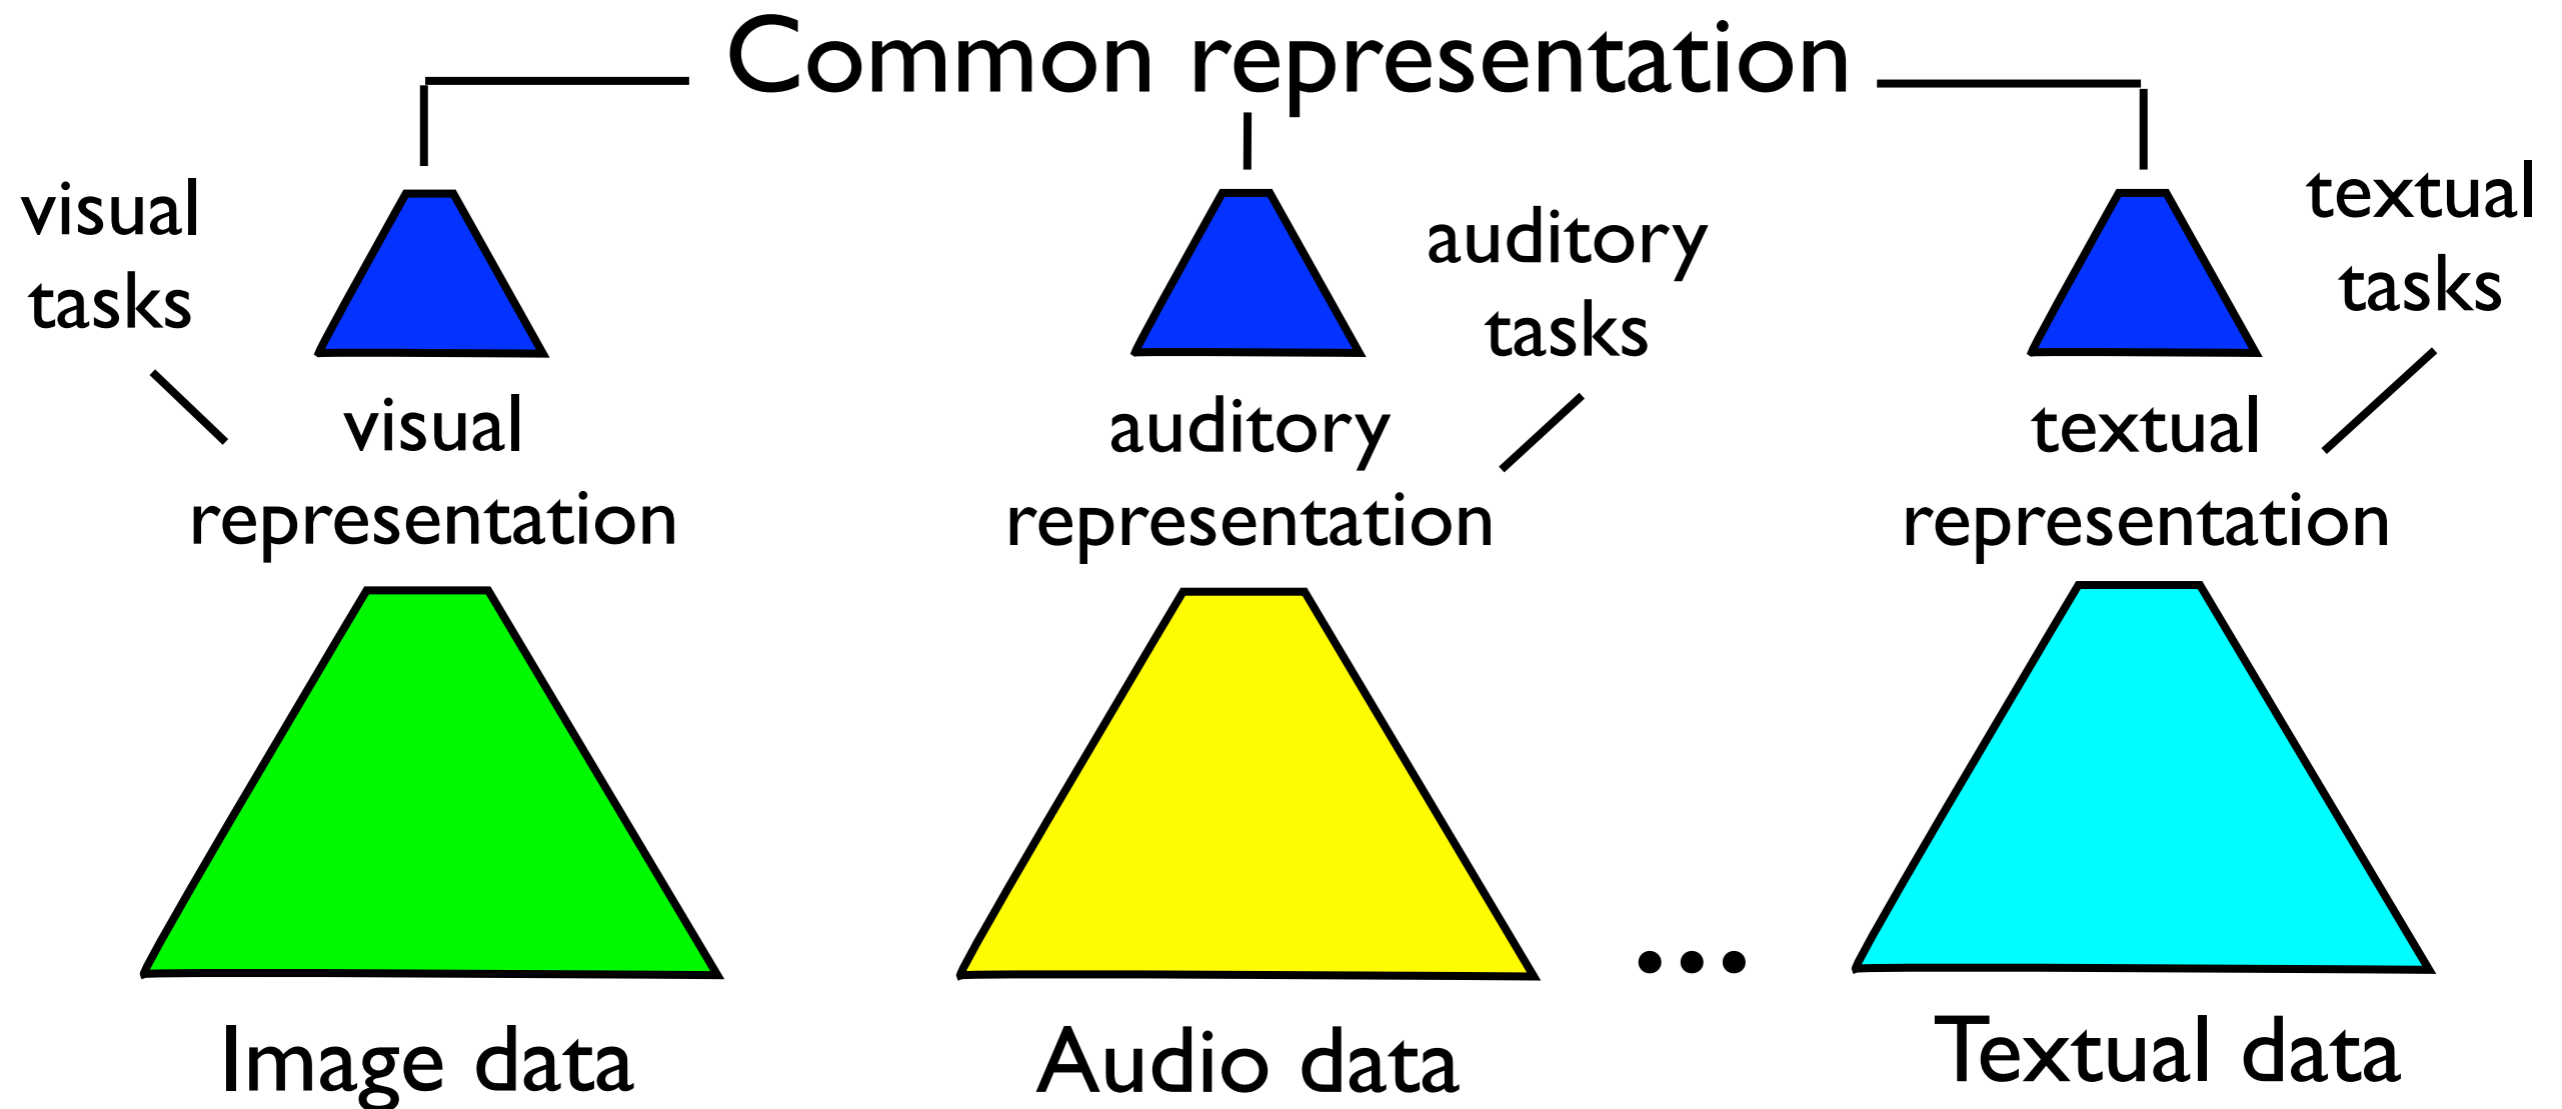 Common representation
visual
tasks
auditory
tasks
textual
tasks
visual
representation
auditory
representation
textual
representation
...
Image data
Audio data
Textual data